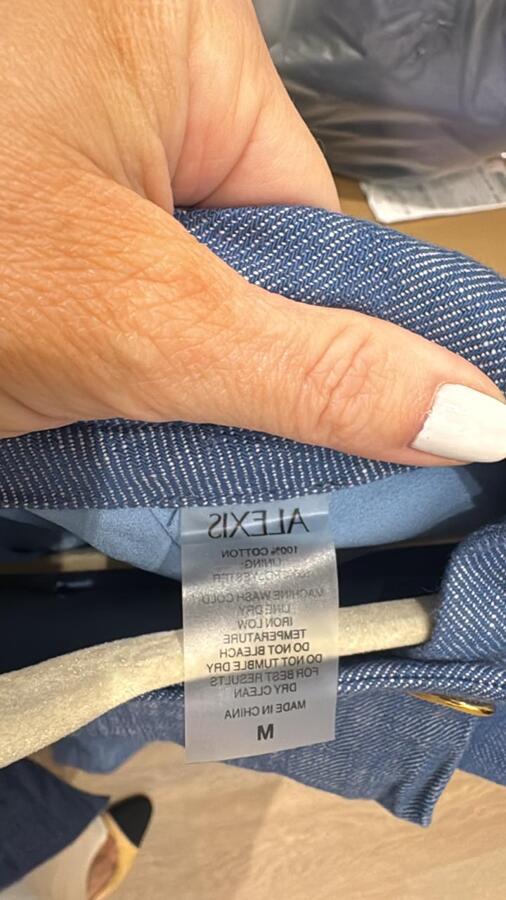 ALEXIS
100% COTTON
LINING
POLYESTER
MACHINE WASH COLD
LINE DRY
IRON LOW
TEMPERATURE
DO NOT BLEACH
DO NOT TUMBLE DRY
FOR BEST RESULTS
DRY CLEAN
MADE IN CHINA
M